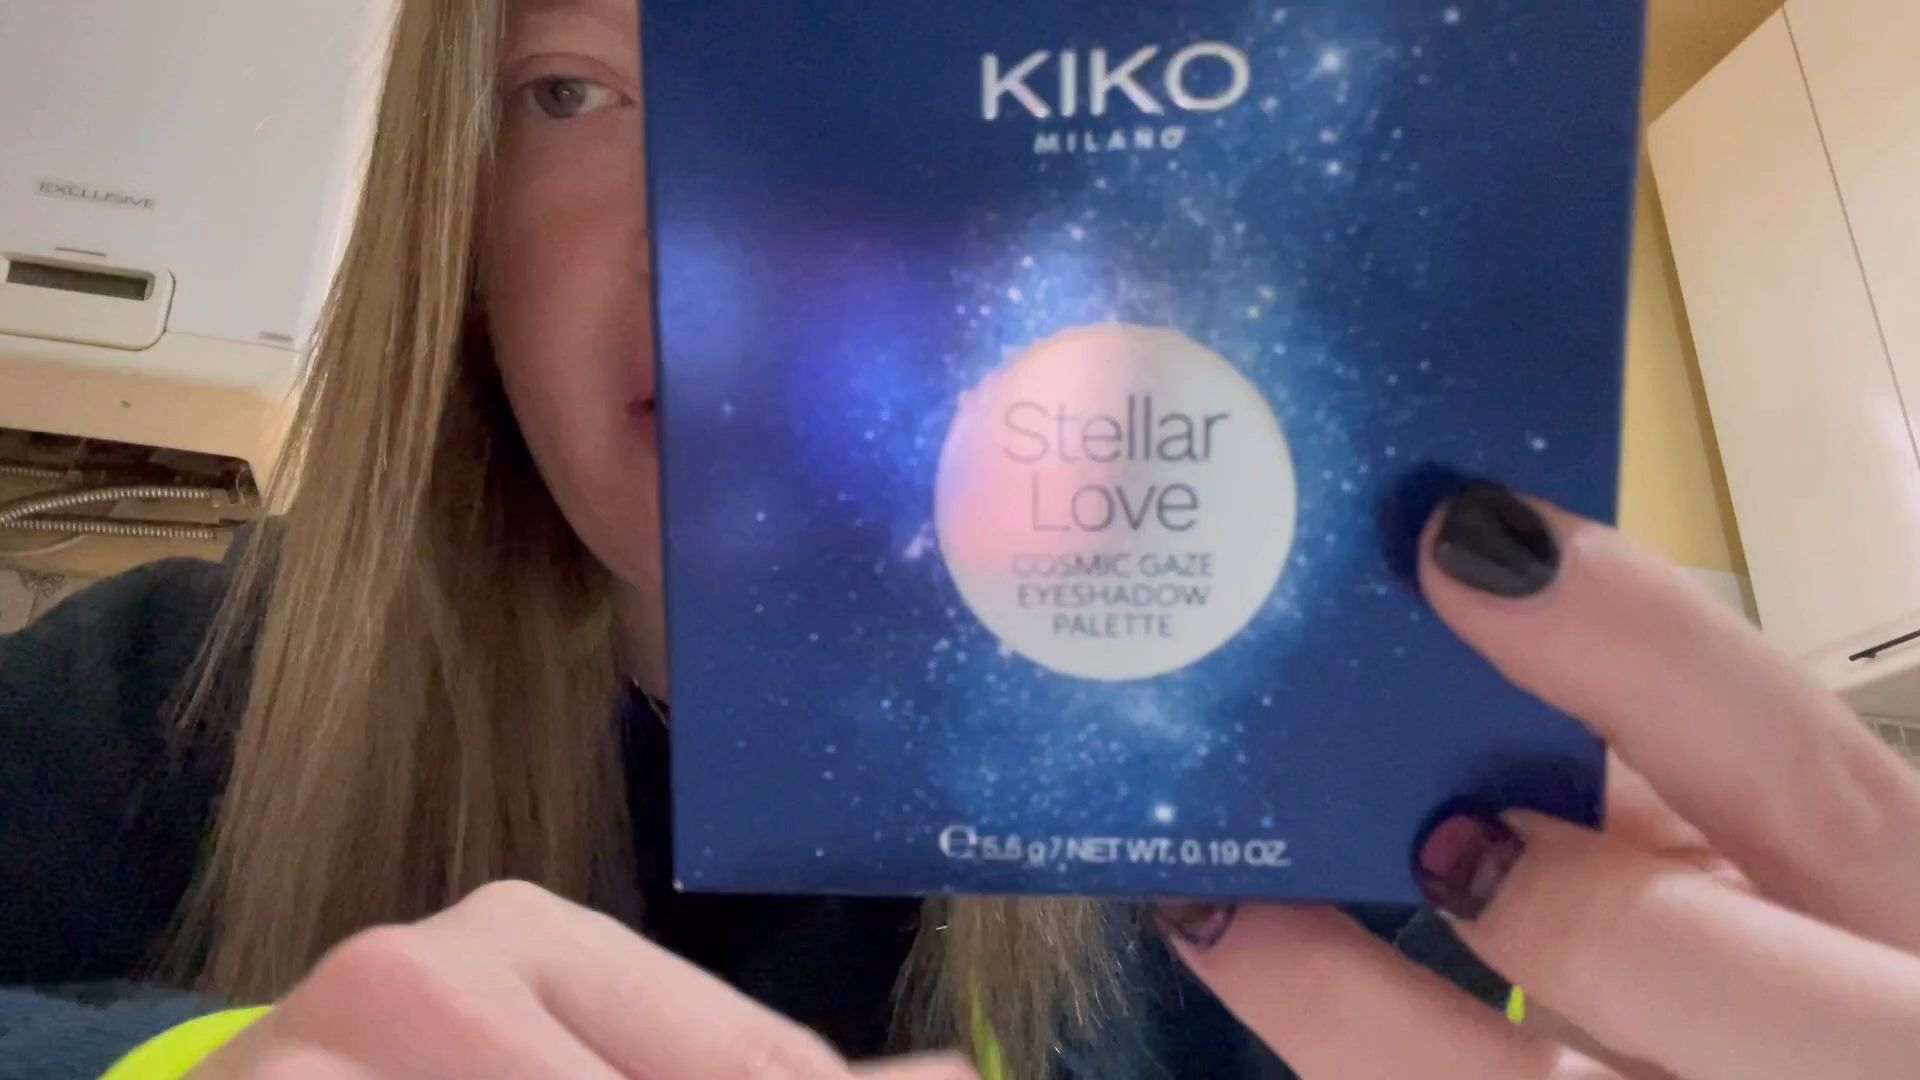 EXCLUSIVE
KIKO
MILANO
Stellar
Love
COSMIC GAZE
EYESHADOW
PALETTE
℮ 5.5 g / NET WT. 0.19 OZ.